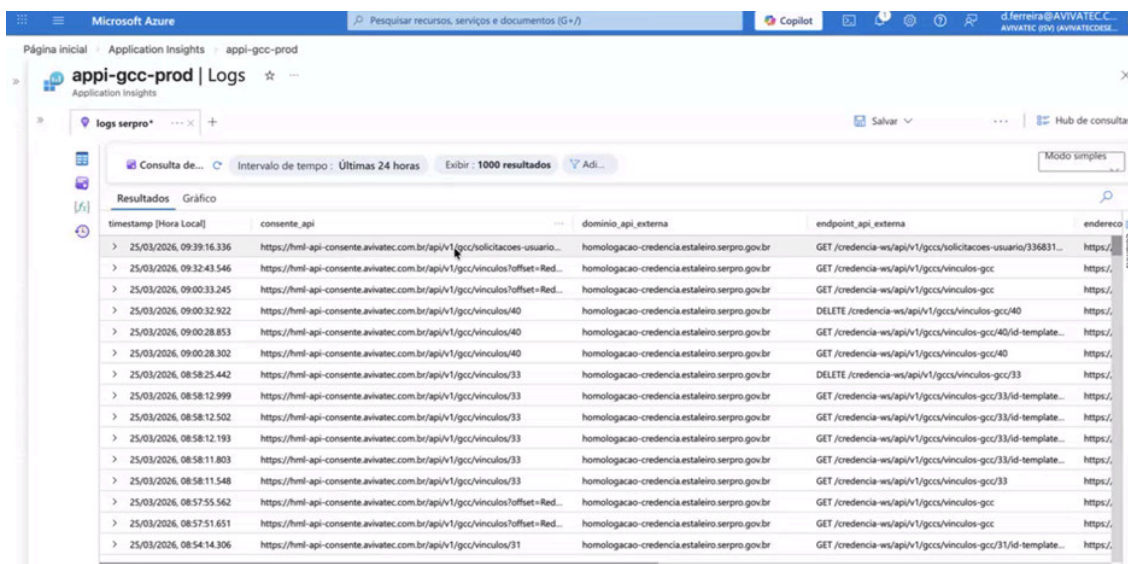 Microsoft Azure
Pesquisar recursos, serviços e documentos (G+/)
Copilot
1
d.ferreira@AVIVATEC.C...
AVIVATEC (ISV) (AVIVATECDESE...
Página inicial > Application Insights > appi-gcc-prod
appi-gcc-prod | Logs
Application Insights
logs serpro*
Salvar
Hub de consultas
Consulta de...
Intervalo de tempo : Últimas 24 horas
Exibir : 1000 resultados
Adi...
Modo simples
Resultados Gráfico
timestamp [Hora Local] consente_api dominio_api_externa endpoint_api_externa endereco
25/03/2026, 09:39:16.336 https://hml-api-consente.avivatec.com.br/api/v1/gcc/solicitacoes-usuario... homologacao-credencia.estaleiro.serpro.gov.br GET /credencia-ws/api/v1/gccs/solicitacoes-usuario/336831... https:/
25/03/2026, 09:32:43.546 https://hml-api-consente.avivatec.com.br/api/v1/gcc/vinculos?offset=Red... homologacao-credencia.estaleiro.serpro.gov.br GET /credencia-ws/api/v1/gccs/vinculos-gcc https:/
25/03/2026, 09:00:33.245 https://hml-api-consente.avivatec.com.br/api/v1/gcc/vinculos?offset=Red... homologacao-credencia.estaleiro.serpro.gov.br GET /credencia-ws/api/v1/gccs/vinculos-gcc https:/
25/03/2026, 09:00:32.922 https://hml-api-consente.avivatec.com.br/api/v1/gcc/vinculos/40 homologacao-credencia.estaleiro.serpro.gov.br DELETE /credencia-ws/api/v1/gccs/vinculos-gcc/40 https:/
25/03/2026, 09:00:28.853 https://hml-api-consente.avivatec.com.br/api/v1/gcc/vinculos/40 homologacao-credencia.estaleiro.serpro.gov.br GET /credencia-ws/api/v1/gccs/vinculos-gcc/40/id-template... https:/
25/03/2026, 09:00:28.302 https://hml-api-consente.avivatec.com.br/api/v1/gcc/vinculos/40 homologacao-credencia.estaleiro.serpro.gov.br GET /credencia-ws/api/v1/gccs/vinculos-gcc/40 https:/
25/03/2026, 08:58:25.442 https://hml-api-consente.avivatec.com.br/api/v1/gcc/vinculos/33 homologacao-credencia.estaleiro.serpro.gov.br DELETE /credencia-ws/api/v1/gccs/vinculos-gcc/33 https:/
25/03/2026, 08:58:12.999 https://hml-api-consente.avivatec.com.br/api/v1/gcc/vinculos/33 homologacao-credencia.estaleiro.serpro.gov.br GET /credencia-ws/api/v1/gccs/vinculos-gcc/33/id-template... https:/
25/03/2026, 08:58:12.502 https://hml-api-consente.avivatec.com.br/api/v1/gcc/vinculos/33 homologacao-credencia.estaleiro.serpro.gov.br GET /credencia-ws/api/v1/gccs/vinculos-gcc/33/id-template... https:/
25/03/2026, 08:58:12.193 https://hml-api-consente.avivatec.com.br/api/v1/gcc/vinculos/33 homologacao-credencia.estaleiro.serpro.gov.br GET /credencia-ws/api/v1/gccs/vinculos-gcc/33/id-template... https:/
25/03/2026, 08:58:11.803 https://hml-api-consente.avivatec.com.br/api/v1/gcc/vinculos/33 homologacao-credencia.estaleiro.serpro.gov.br GET /credencia-ws/api/v1/gccs/vinculos-gcc/33/id-template... https:/
25/03/2026, 08:58:11.548 https://hml-api-consente.avivatec.com.br/api/v1/gcc/vinculos/33 homologacao-credencia.estaleiro.serpro.gov.br GET /credencia-ws/api/v1/gccs/vinculos-gcc/33 https:/
25/03/2026, 08:57:55.562 https://hml-api-consente.avivatec.com.br/api/v1/gcc/vinculos?offset=Red... homologacao-credencia.estaleiro.serpro.gov.br GET /credencia-ws/api/v1/gccs/vinculos-gcc https:/
25/03/2026, 08:57:51.651 https://hml-api-consente.avivatec.com.br/api/v1/gcc/vinculos?offset=Red... homologacao-credencia.estaleiro.serpro.gov.br GET /credencia-ws/api/v1/gccs/vinculos-gcc https:/
25/03/2026, 08:54:14.306 https://hml-api-consente.avivatec.com.br/api/v1/gcc/vinculos/31 homologacao-credencia.estaleiro.serpro.gov.br GET /credencia-ws/api/v1/gccs/vinculos-gcc/31/id-template... https:/